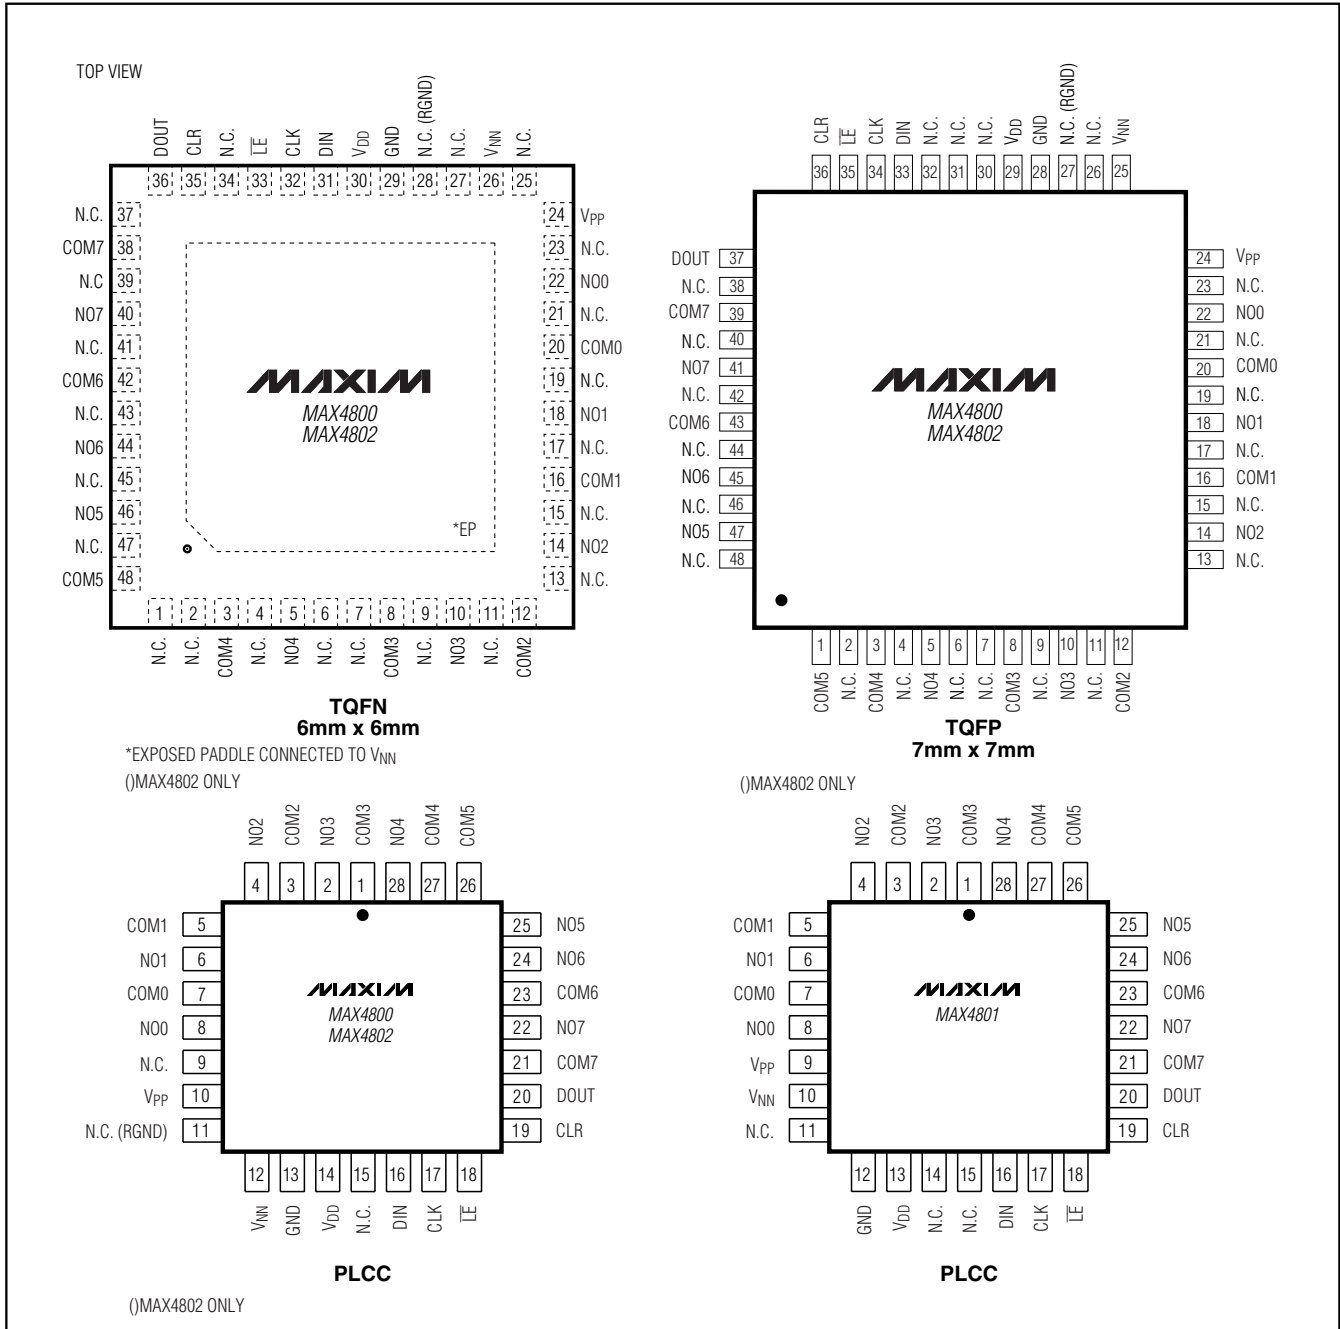 TOP VIEW
DOUT CLR N.C. LE CLK DIN VDD GND N.C. (RGND) N.C. VNN N.C.
36 35 34 33 32 31 30 29 28 27 26 25
N.C. 37
COM7 38
N.C 39
NO7 40
N.C. 41
COM6 42
N.C. 43
NO6 44
N.C. 45
NO5 46
N.C. 47
COM5 48
24 VPP
23 N.C.
22 NO0
21 N.C.
20 COM0
19 N.C.
18 NO1
17 N.C.
16 COM1
15 N.C.
14 NO2
13 N.C.
MAXIM
MAX4800
MAX4802
*EP
1 2 3 4 5 6 7 8 9 10 11 12
N.C. N.C. COM4 N.C. NO4 N.C. N.C. COM3 N.C. NO3 N.C. COM2
TQFN
6mm x 6mm
*EXPOSED PADDLE CONNECTED TO VNN
()MAX4802 ONLY
CLR LE CLK DIN N.C. N.C. N.C. VDD GND N.C. (RGND) N.C. VNN
36 35 34 33 32 31 30 29 28 27 26 25
DOUT 37
N.C. 38
COM7 39
N.C. 40
NO7 41
N.C. 42
COM6 43
N.C. 44
NO6 45
N.C. 46
NO5 47
N.C. 48
24 VPP
23 N.C.
22 NO0
21 N.C.
20 COM0
19 N.C.
18 NO1
17 N.C.
16 COM1
15 N.C.
14 NO2
13 N.C.
MAXIM
MAX4800
MAX4802
1 2 3 4 5 6 7 8 9 10 11 12
COM5 N.C. COM4 N.C. NO4 N.C. N.C. COM3 N.C. NO3 N.C. COM2
TQFP
7mm x 7mm
()MAX4802 ONLY
NO2 COM2 NO3 COM3 NO4 COM4 COM5
4 3 2 1 28 27 26
COM1 5
NO1 6
COM0 7
NO0 8
N.C. 9
VPP 10
N.C. (RGND) 11
25 NO5
24 NO6
23 COM6
22 NO7
21 COM7
20 DOUT
19 CLR
MAXIM
MAX4800
MAX4802
12 13 14 15 16 17 18
VNN GND VDD N.C. DIN CLK LE
PLCC
()MAX4802 ONLY
NO2 COM2 NO3 COM3 NO4 COM4 COM5
4 3 2 1 28 27 26
COM1 5
NO1 6
COM0 7
NO0 8
VPP 9
VNN 10
N.C. 11
25 NO5
24 NO6
23 COM6
22 NO7
21 COM7
20 DOUT
19 CLR
MAXIM
MAX4801
12 13 14 15 16 17 18
GND VDD N.C. N.C. DIN CLK LE
PLCC